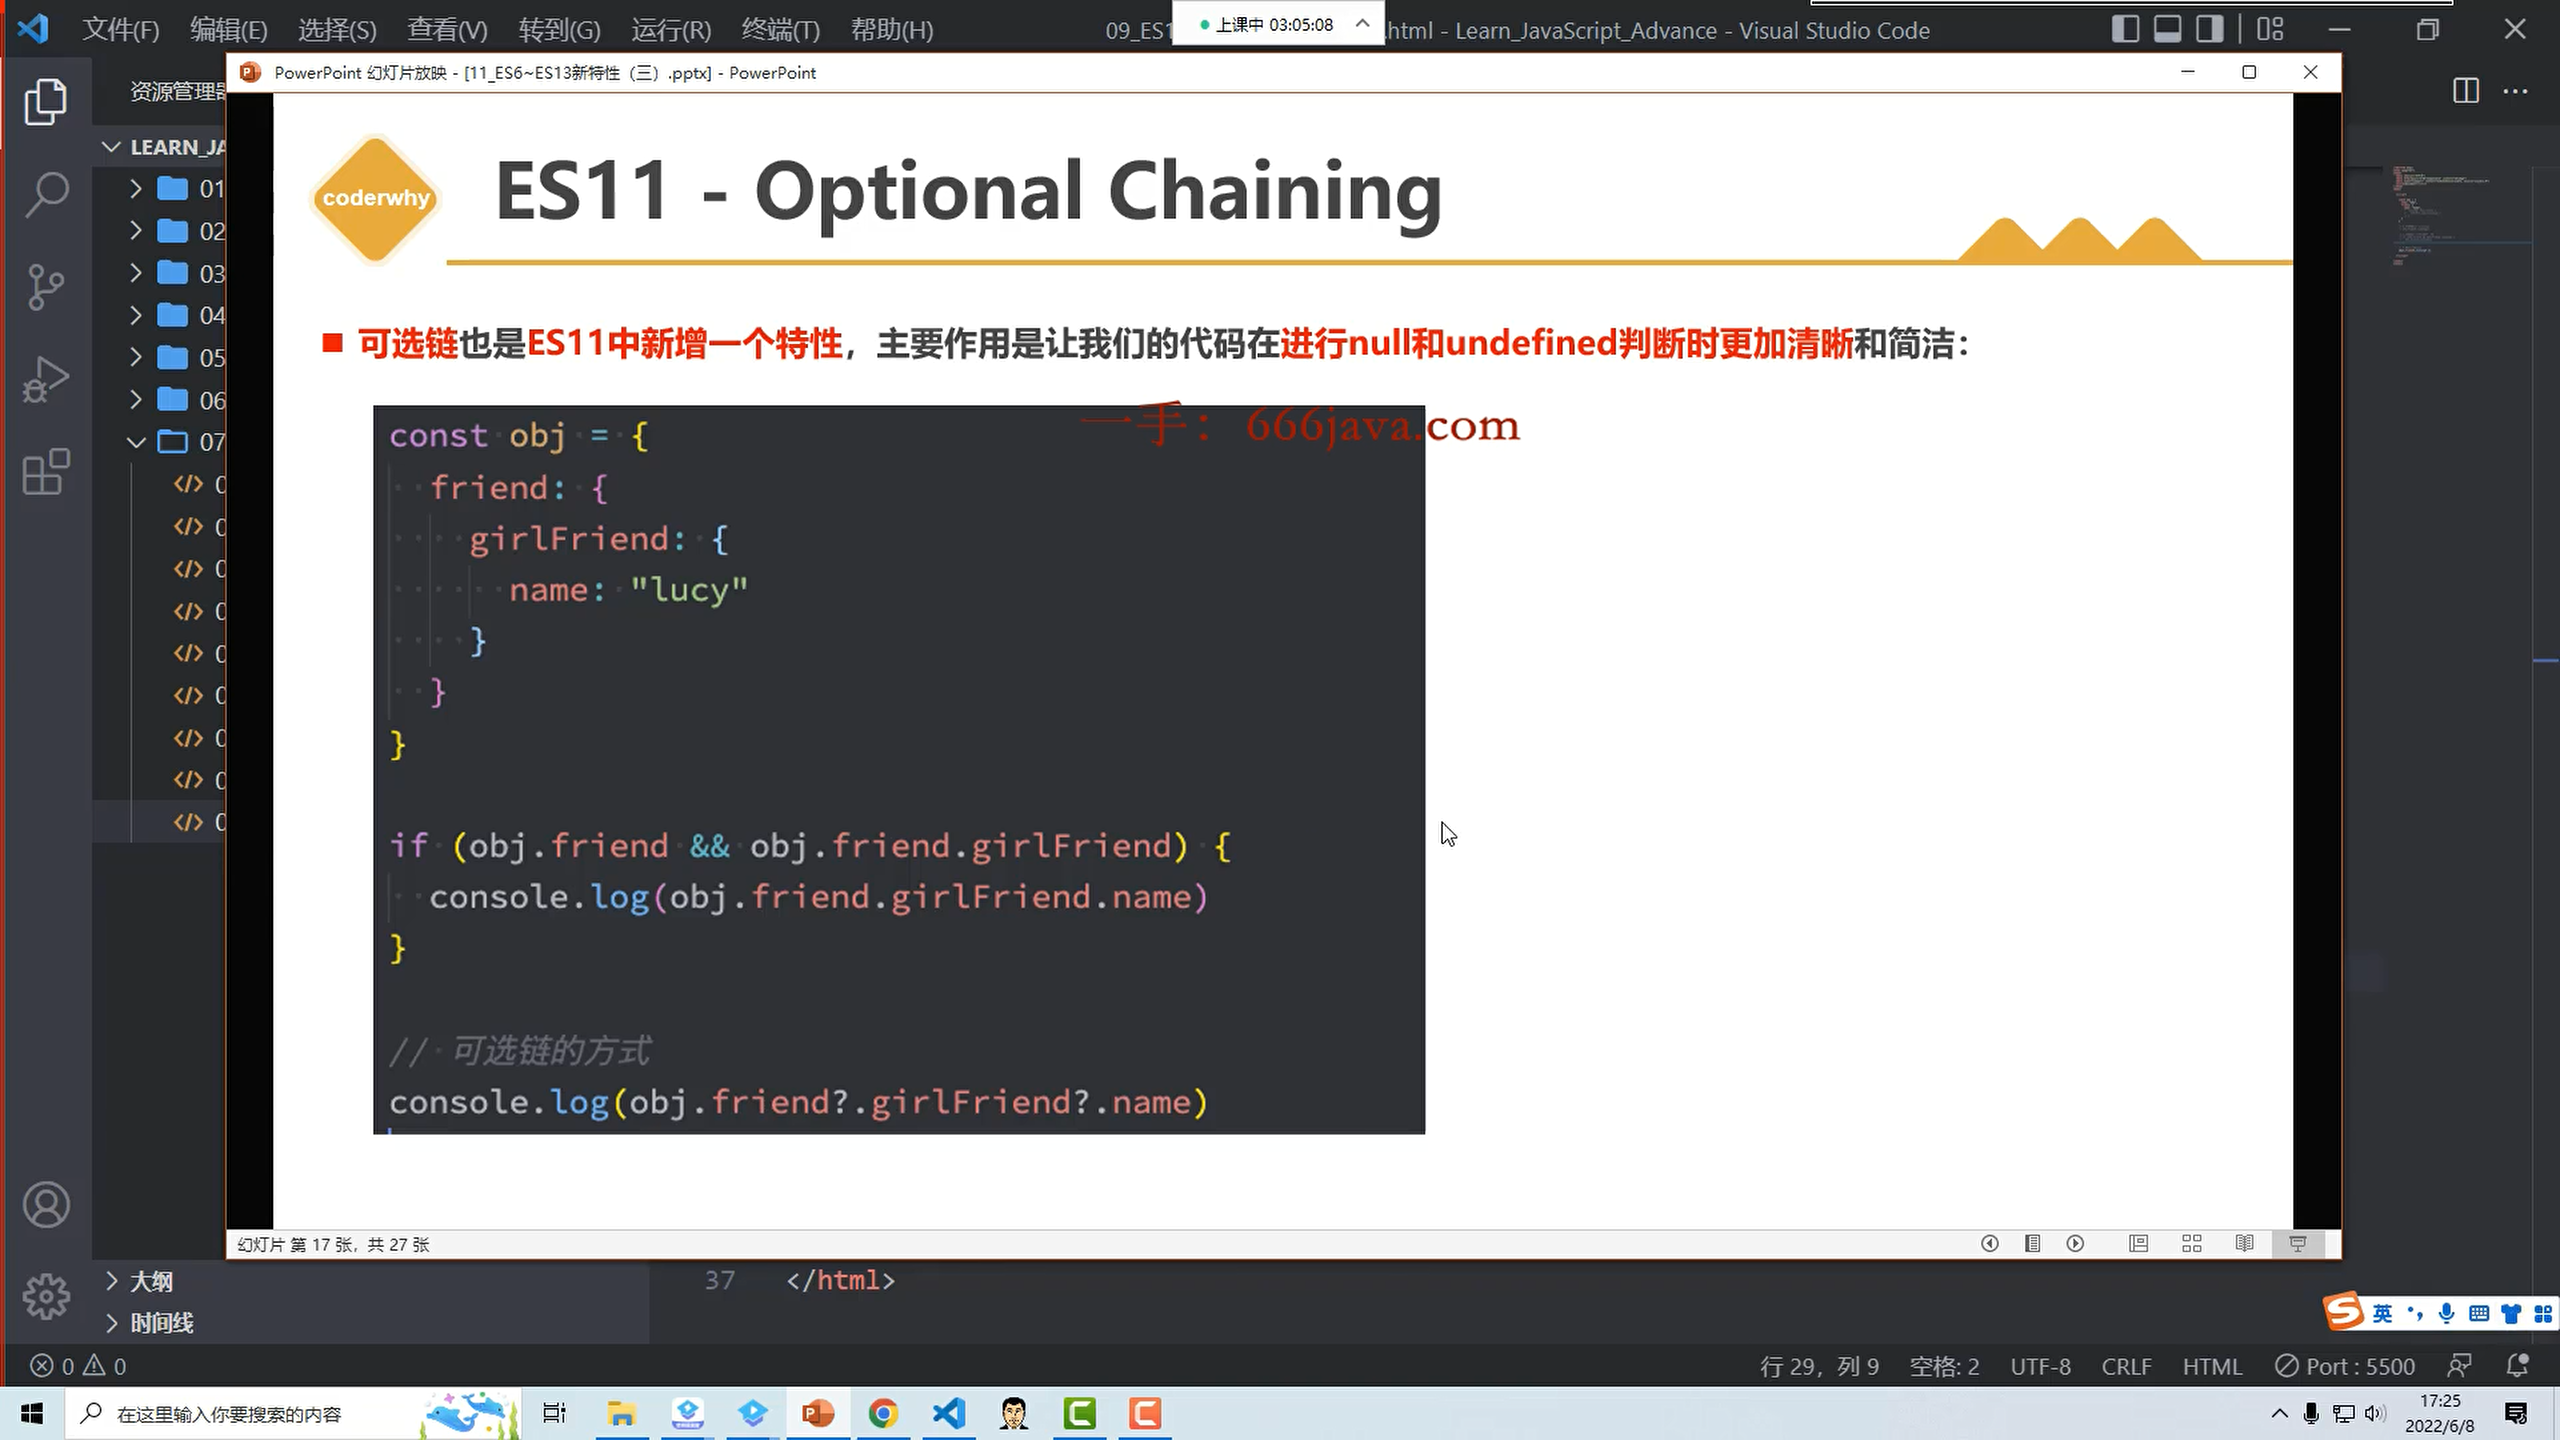 文件(F) 编辑(E) 选择(S) 查看(V) 转到(G) 运行(R) 终端(T) 帮助(H)
09_ES1
上课中 03:05:08
.html - Learn_JavaScript_Advance - Visual Studio Code
资源管理器
PowerPoint 幻灯片放映 - [11_ES6~ES13新特性（三）.pptx] - PowerPoint
LEARN_JA
01
02
03
04
05
06
07
coderwhy
ES11 - Optional Chaining
可选链也是ES11中新增一个特性，主要作用是让我们的代码在进行null和undefined判断时更加清晰和简洁：
一手：666java.com
const obj = {
friend: {
girlFriend: {
name: "lucy"
}
}
}
if (obj.friend && obj.friend.girlFriend) {
console.log(obj.friend.girlFriend.name)
}
// 可选链的方式
console.log(obj.friend?.girlFriend?.name)
幻灯片 第 17 张，共 27 张
大纲
时间线
37 </html>
英
0 0
行 29，列 9 空格: 2 UTF-8 CRLF HTML Port : 5500
在这里输入你要搜索的内容
17:25
2022/6/8